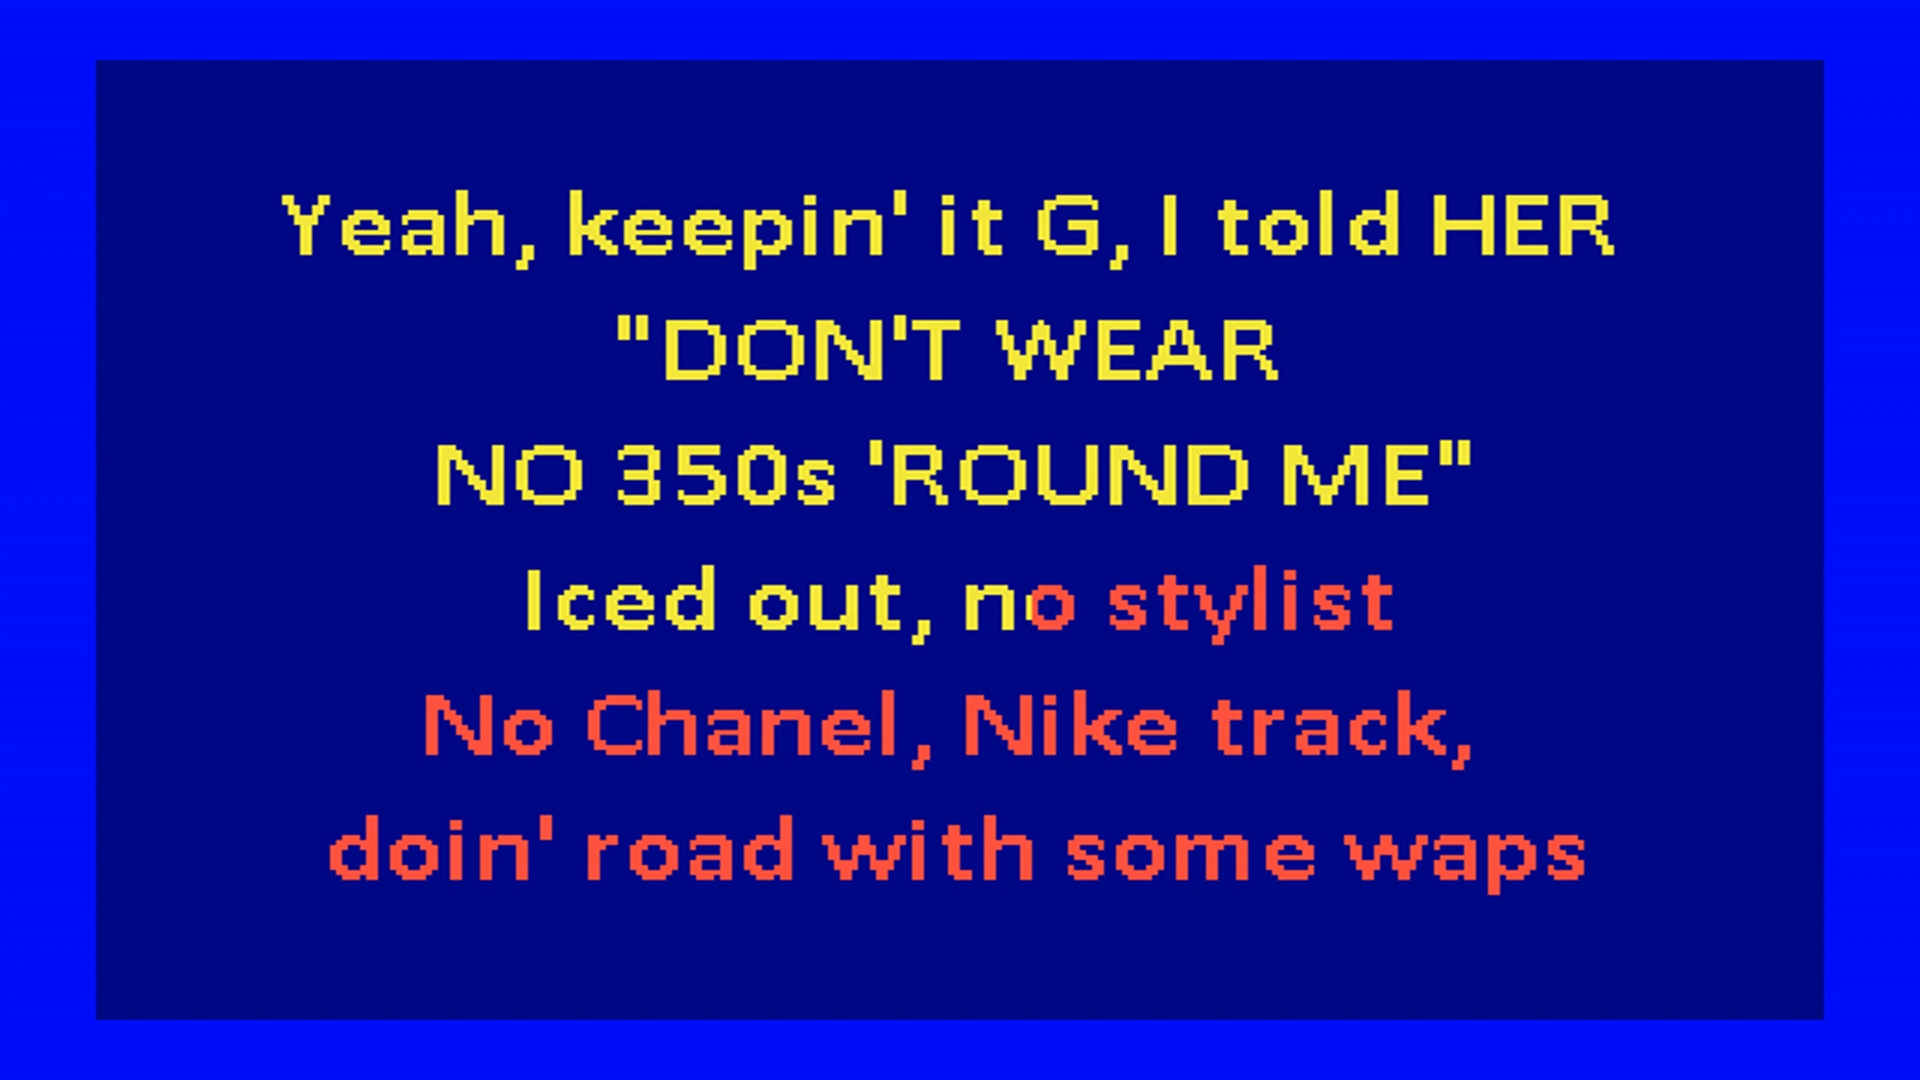 Yeah, keepin' it G, I told HER
"DON'T WEAR
NO 350s 'ROUND ME"
Iced out, no stylist
No Chanel, Nike track,
doin' road with some waps